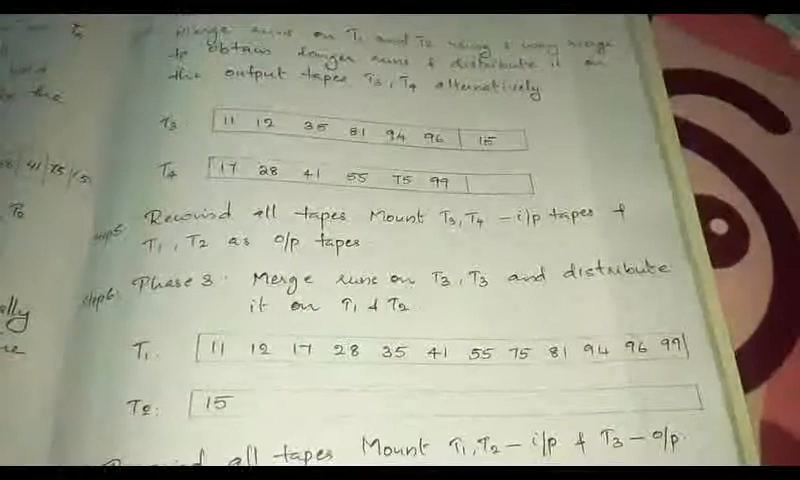 Merge runs on T1 and T2 using 2 way merge
to obtain longer runs & distribute it on
the output tapes T3, T4 alternatively
T3 11 12 35 81 94 96 | 15
T4 17 28 41 55 75 99 |
step5: Rewind all tapes Mount T3, T4 - i/p tapes &
T1, T2 as o/p tapes
step6: Phase 3. Merge runs on T3, T3 and distribute
it on T1 & T2
T1. 11 12 17 28 35 41 55 75 81 94 96 99
T2: 15
all tapes Mount T1, T2 - i/p & T3 - o/p.